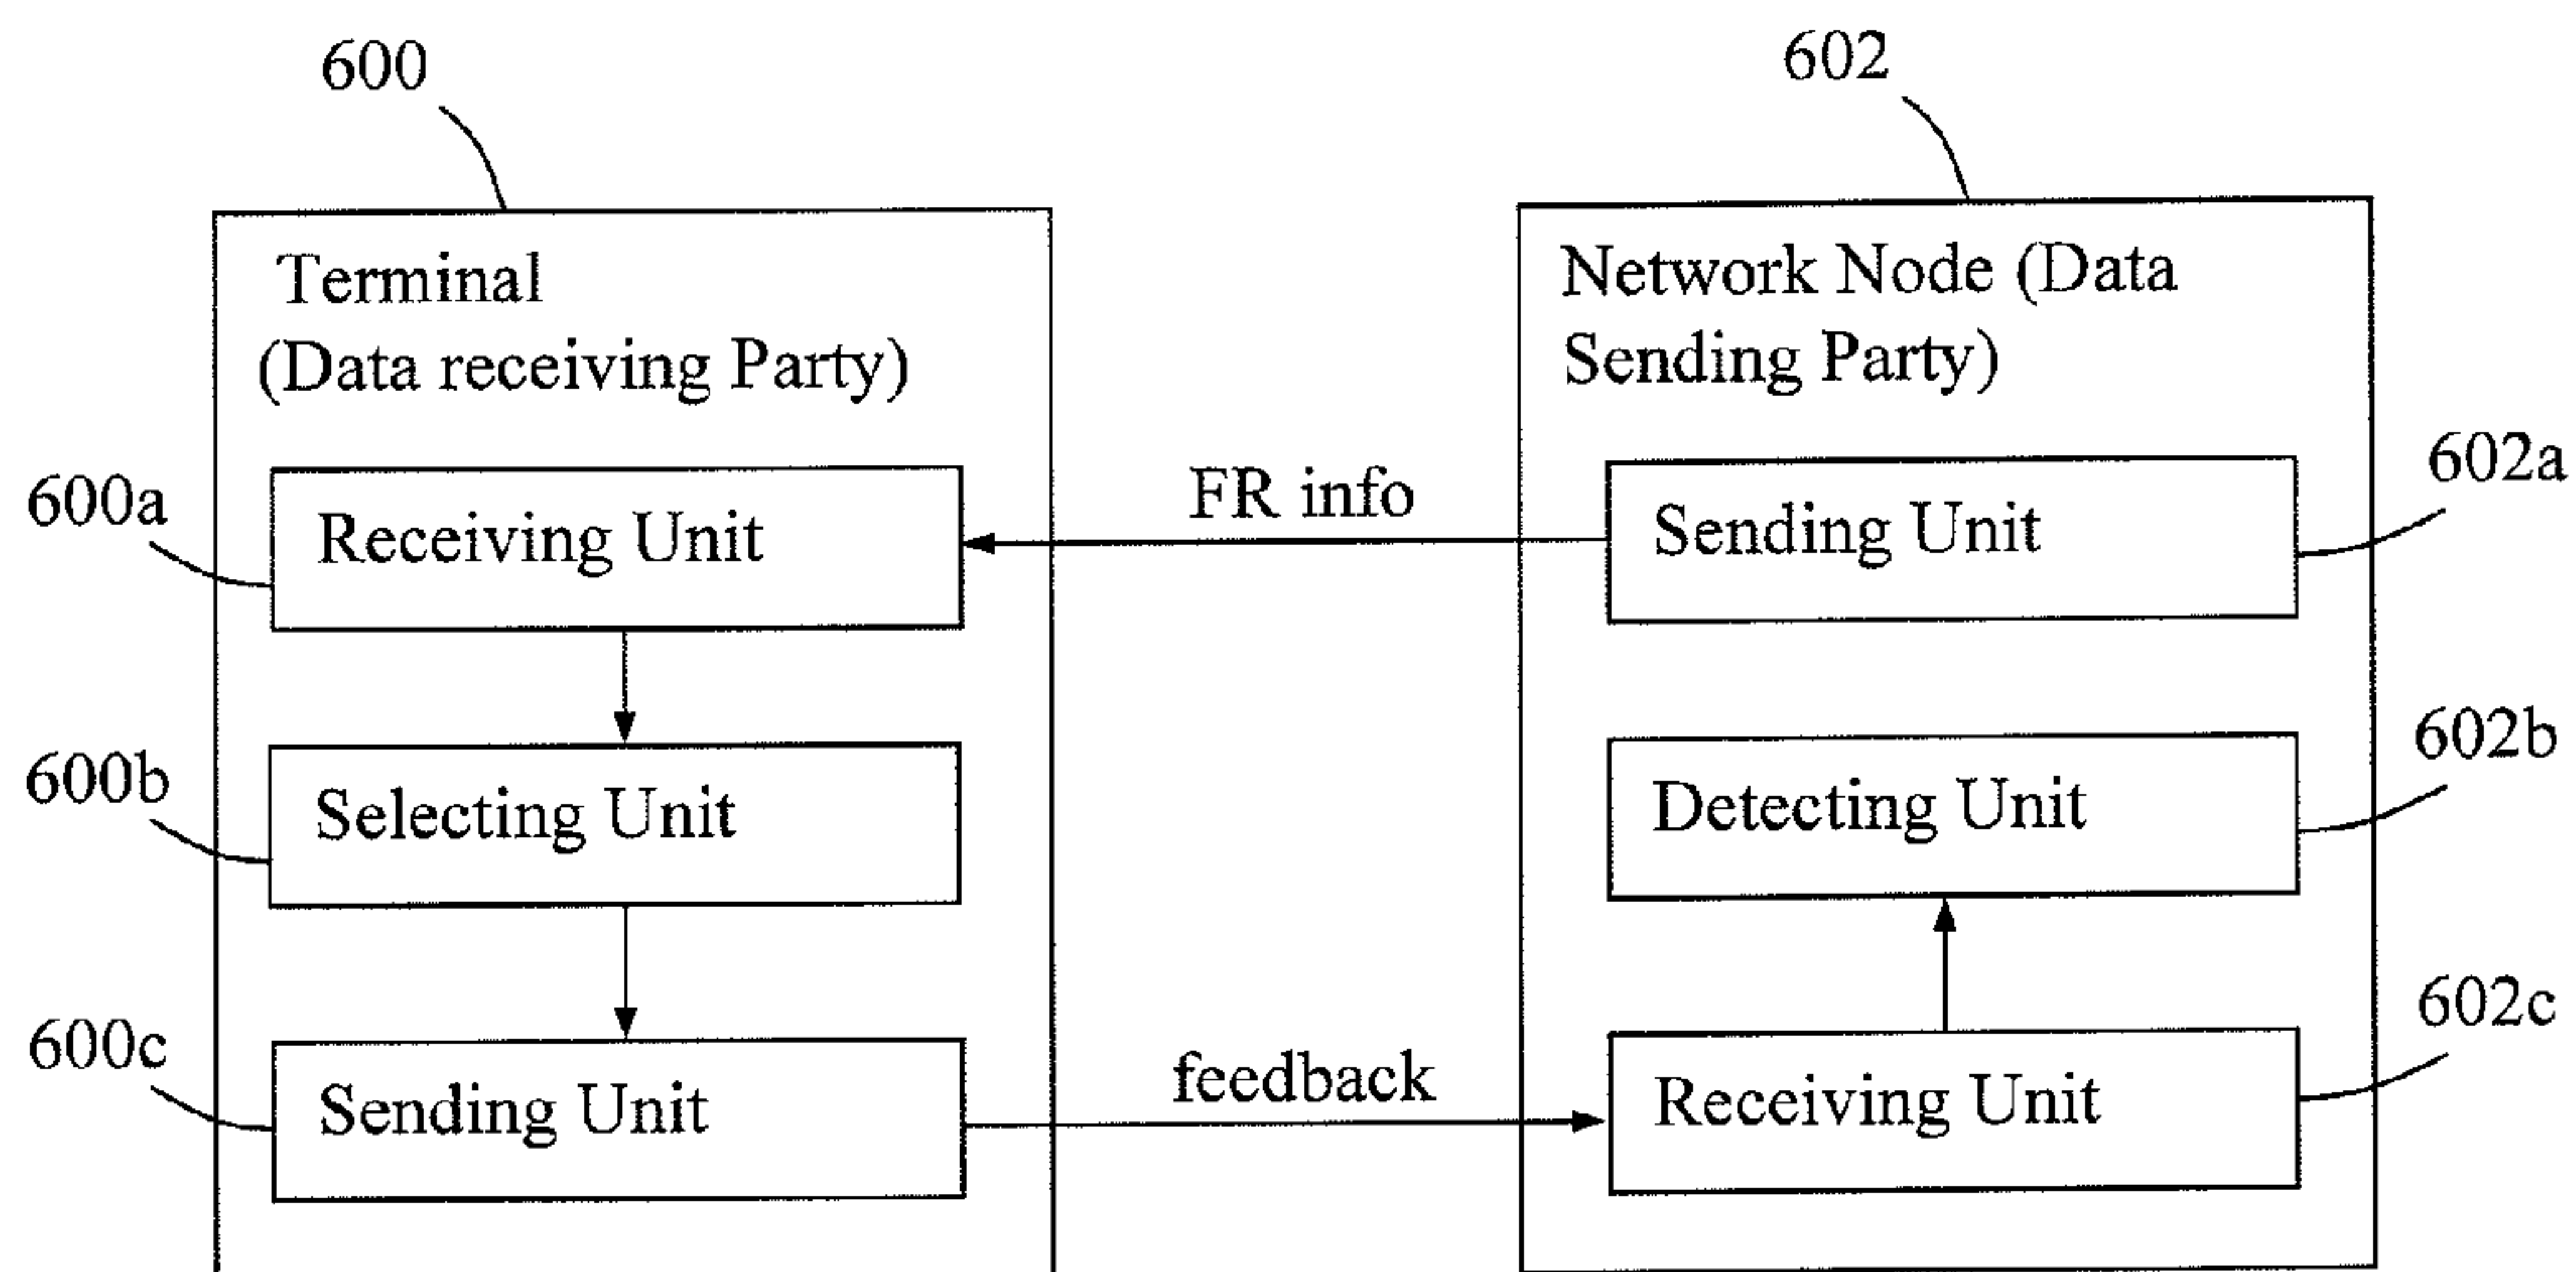 600
602
Terminal
(Data receiving Party)
Network Node (Data
Sending Party)
600a
Receiving Unit
FR info
Sending Unit
602a
600b
Selecting Unit
Detecting Unit
602b
600c
Sending Unit
feedback
Receiving Unit
602c